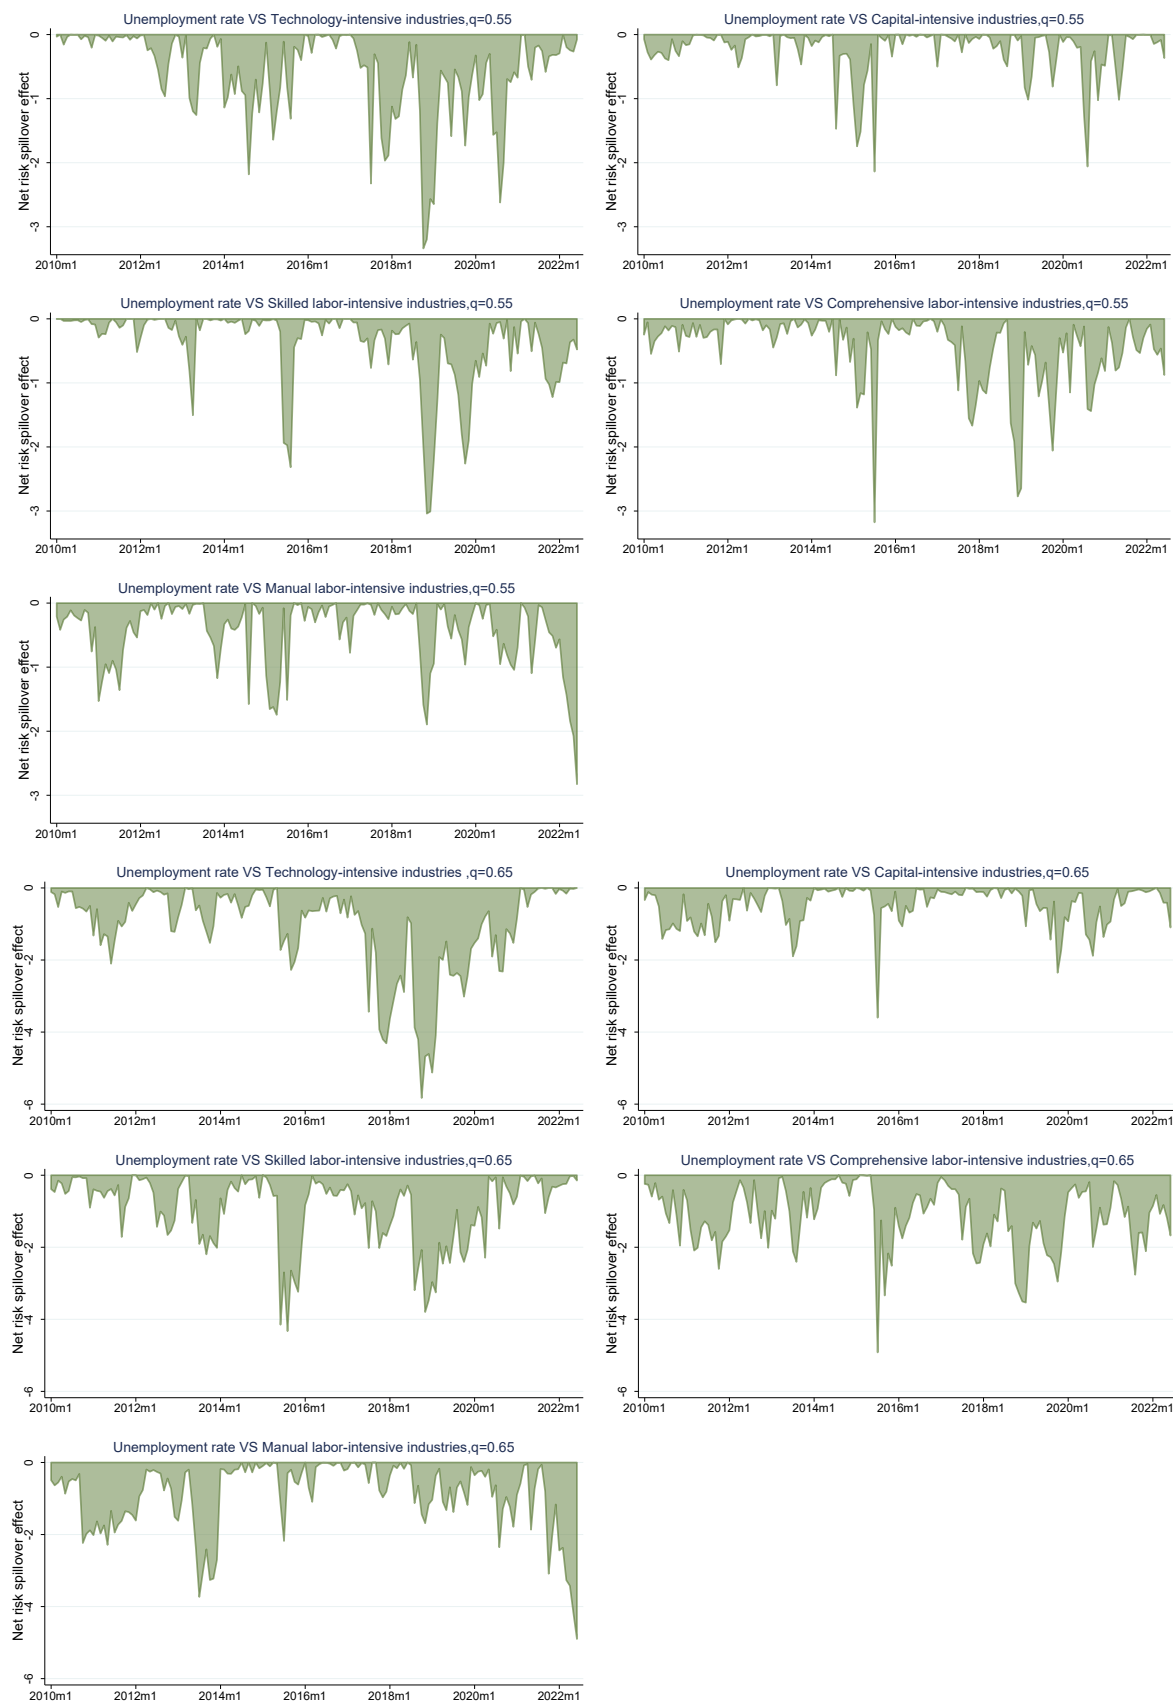 Unemployment rate VS Technology-intensive industries,q=0.55
Net risk spillover effect
0
-1
-2
-3
2010m1 2012m1 2014m1 2016m1 2018m1 2020m1 2022m1
Unemployment rate VS Capital-intensive industries,q=0.55
Net risk spillover effect
0
-1
-2
-3
2010m1 2012m1 2014m1 2016m1 2018m1 2020m1 2022m1
Unemployment rate VS Skilled labor-intensive industries,q=0.55
Net risk spillover effect
0
-1
-2
-3
2010m1 2012m1 2014m1 2016m1 2018m1 2020m1 2022m1
Unemployment rate VS Comprehensive labor-intensive industries,q=0.55
Net risk spillover effect
0
-1
-2
-3
2010m1 2012m1 2014m1 2016m1 2018m1 2020m1 2022m1
Unemployment rate VS Manual labor-intensive industries,q=0.55
Net risk spillover effect
0
-1
-2
-3
2010m1 2012m1 2014m1 2016m1 2018m1 2020m1 2022m1
Unemployment rate VS Technology-intensive industries ,q=0.65
Net risk spillover effect
0
-2
-4
-6
2010m1 2012m1 2014m1 2016m1 2018m1 2020m1 2022m1
Unemployment rate VS Capital-intensive industries,q=0.65
Net risk spillover effect
0
-2
-4
-6
2010m1 2012m1 2014m1 2016m1 2018m1 2020m1 2022m1
Unemployment rate VS Skilled labor-intensive industries,q=0.65
Net risk spillover effect
0
-2
-4
-6
2010m1 2012m1 2014m1 2016m1 2018m1 2020m1 2022m1
Unemployment rate VS Comprehensive labor-intensive industries,q=0.65
Net risk spillover effect
0
-2
-4
-6
2010m1 2012m1 2014m1 2016m1 2018m1 2020m1 2022m1
Unemployment rate VS Manual labor-intensive industries,q=0.65
Net risk spillover effect
0
-2
-4
-6
2010m1 2012m1 2014m1 2016m1 2018m1 2020m1 2022m1